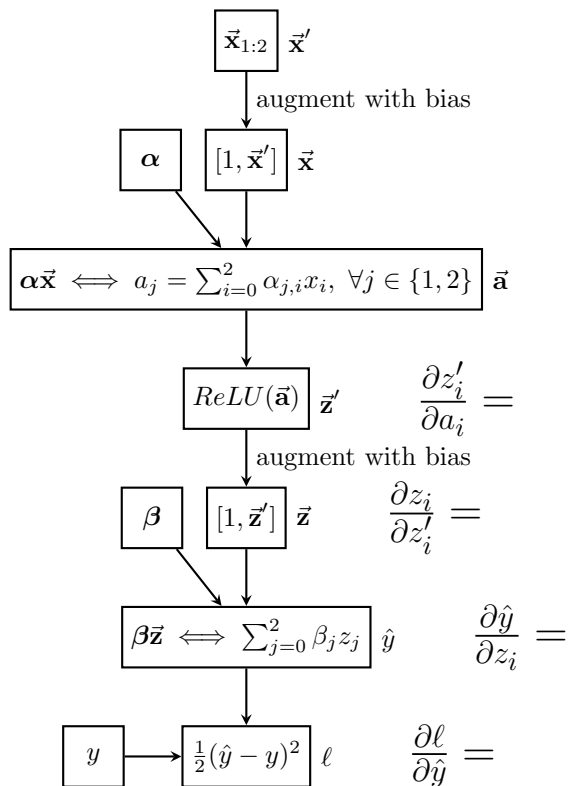 x⃗₁:₂ x⃗′
augment with bias
α [1, x⃗′] x⃗
αx⃗ ⟺ a_j = ∑_{i=0}^{2} α_{j,i}x_i, ∀j ∈ {1, 2} a⃗
ReLU(a⃗) z⃗′ ∂z′_i/∂a_i =
augment with bias
β [1, z⃗′] z⃗ ∂z_i/∂z′_i =
βz⃗ ⟺ ∑_{j=0}^{2} β_j z_j ŷ ∂ŷ/∂z_i =
y ½(ŷ − y)² ℓ ∂ℓ/∂ŷ =